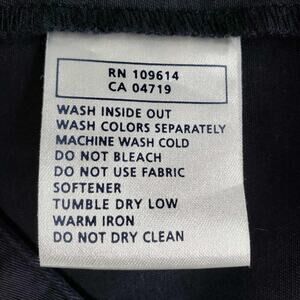 RN 109614
CA 04719
WASH INSIDE OUT
WASH COLORS SEPARATELY
MACHINE WASH COLD
DO NOT BLEACH
DO NOT USE FABRIC
SOFTENER
TUMBLE DRY LOW
WARM IRON
DO NOT DRY CLEAN